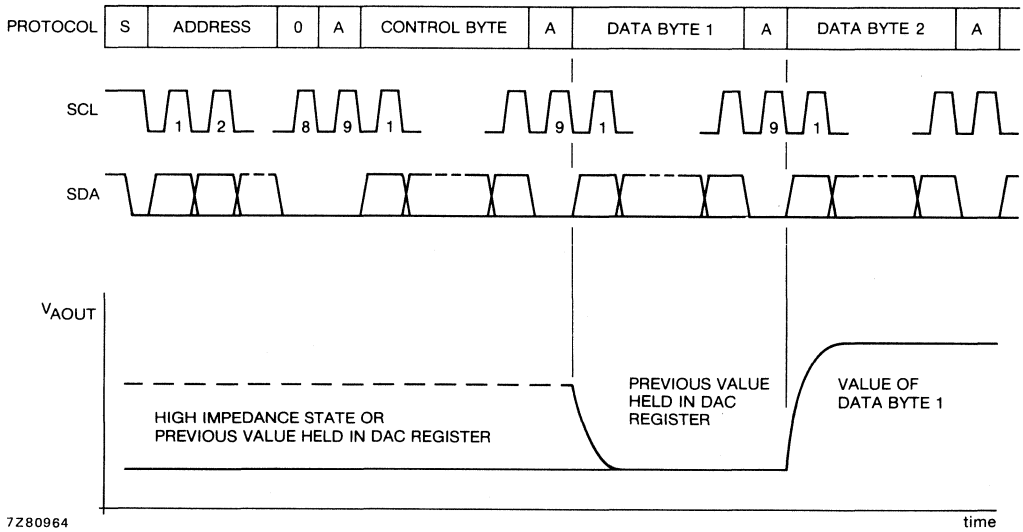 PROTOCOL S ADDRESS 0 A CONTROL BYTE A DATA BYTE 1 A DATA BYTE 2 A
SCL 1 2 8 9 1 9 1 9 1
SDA
VAOUT
HIGH IMPEDANCE STATE OR
PREVIOUS VALUE HELD IN DAC REGISTER
PREVIOUS VALUE
HELD IN DAC
REGISTER
VALUE OF
DATA BYTE 1
7Z80964
time